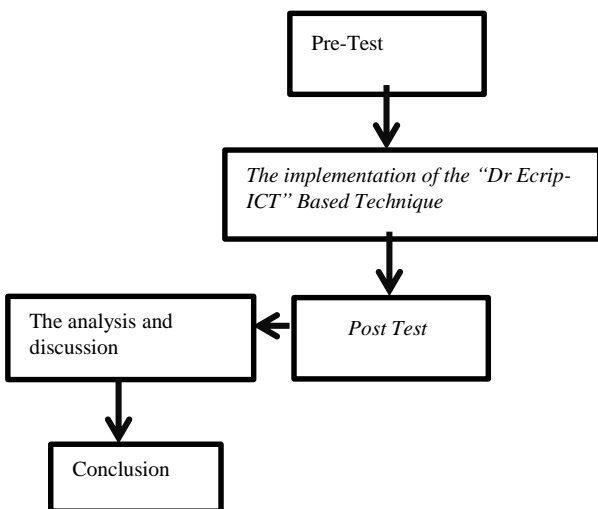 Pre-Test
The implementation of the “Dr Ecrip-
ICT” Based Technique
Post Test
The analysis and
discussion
Conclusion